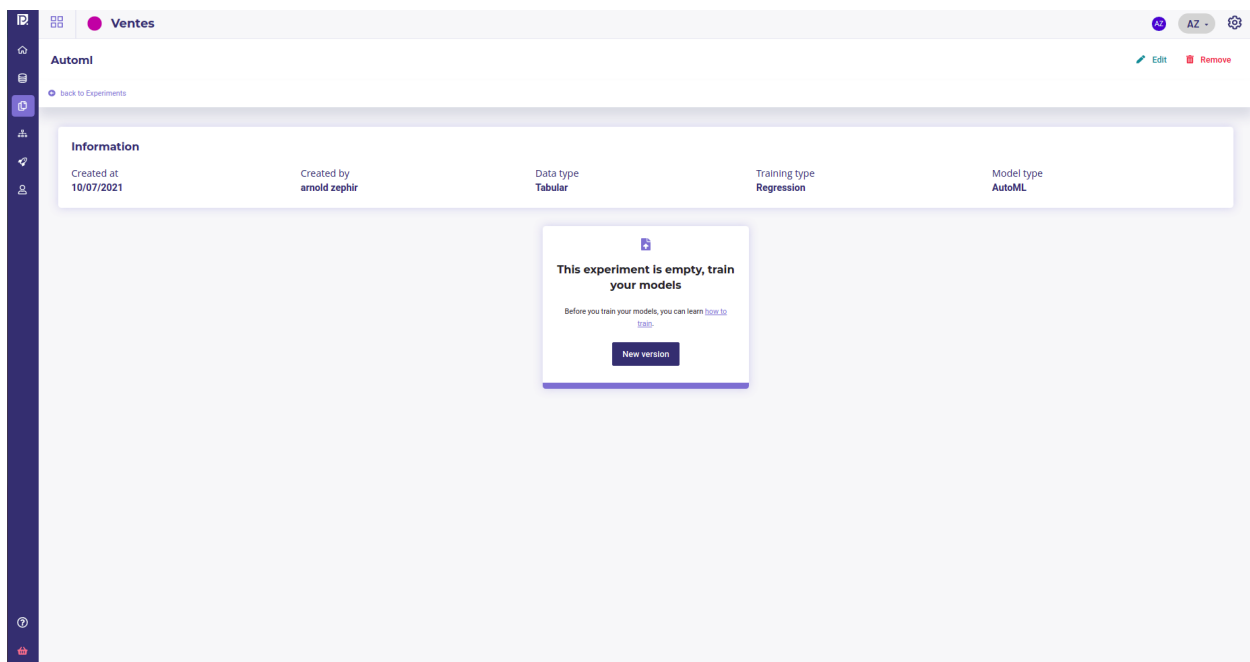 Ventes
AZ
AZ
Automl
Edit
Remove
back to Experiments
Information
Created at
10/07/2021
Created by
arnold zephir
Data type
Tabular
Training type
Regression
Model type
AutoML
This experiment is empty, train
your models
Before you train your models, you can learn how to
train.
New version